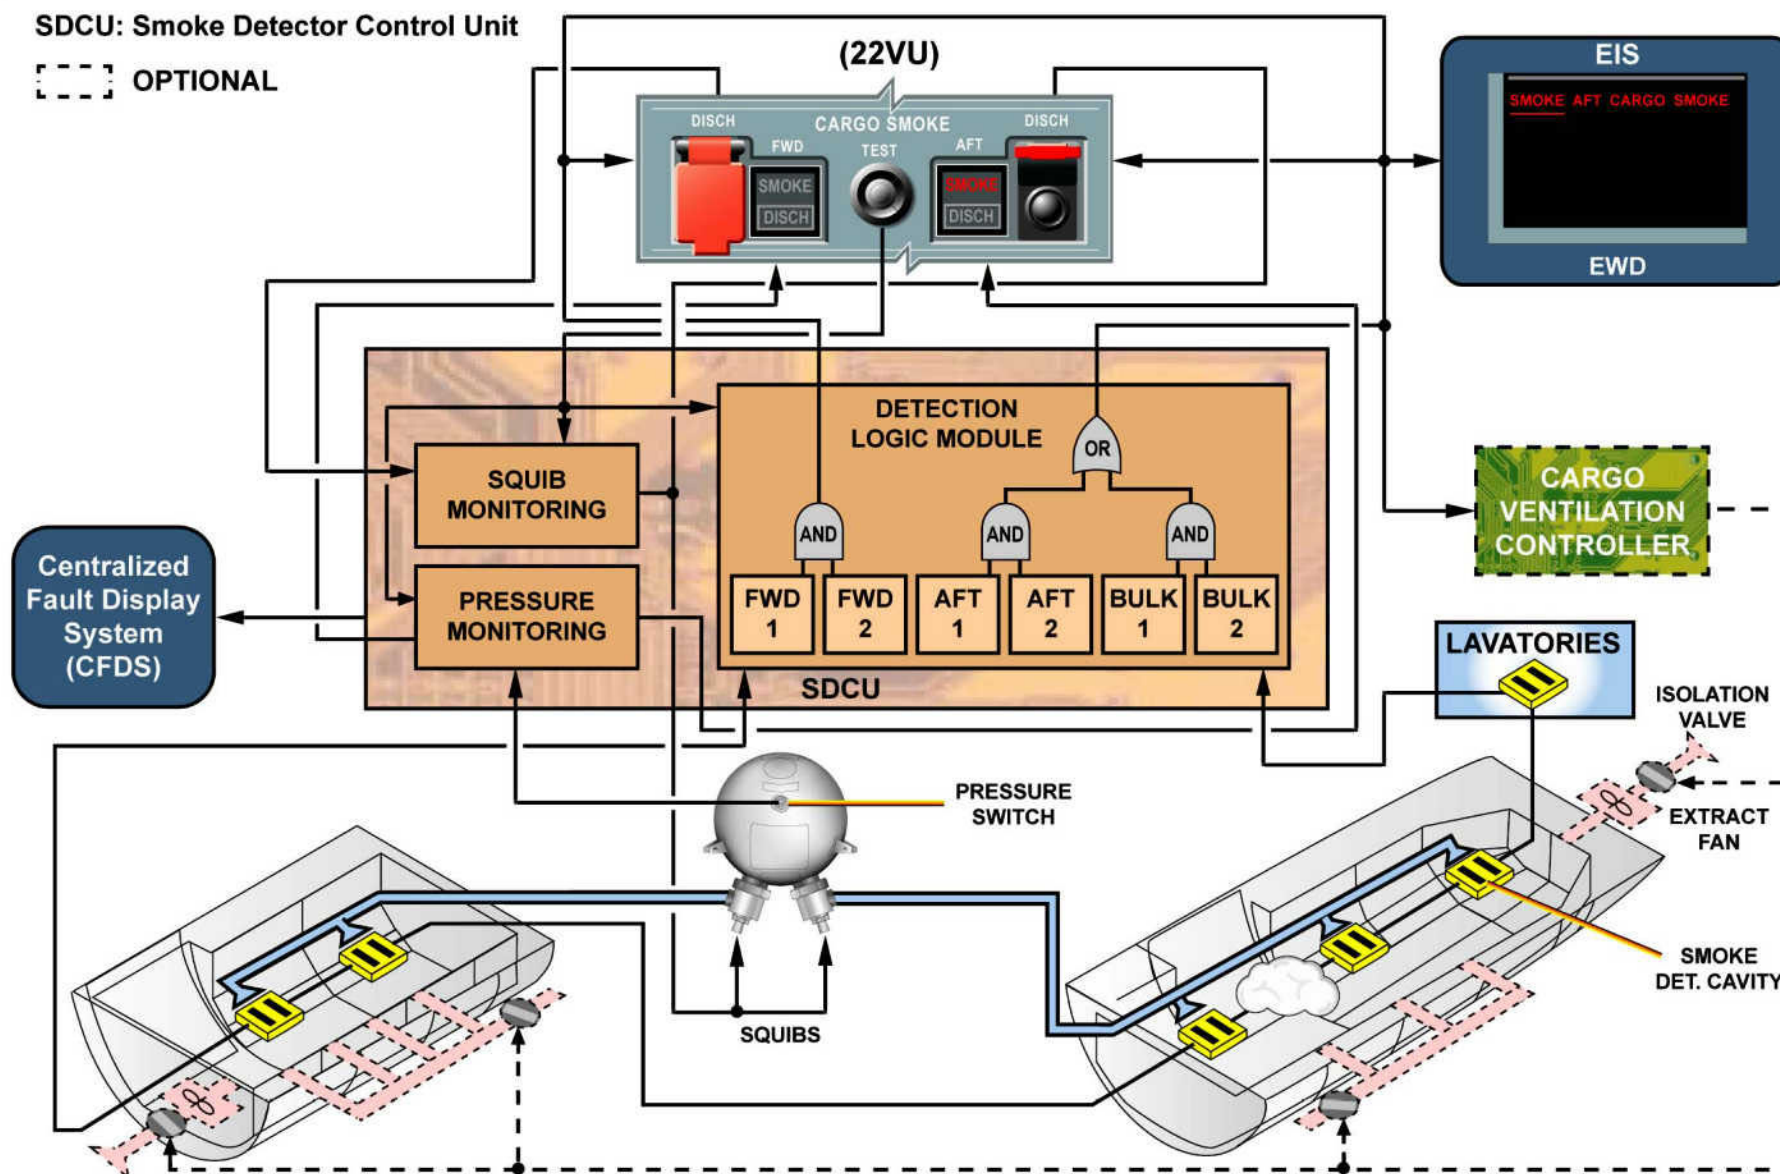 SDCU: Smoke Detector Control Unit
OPTIONAL
(22VU)
DISCH
CARGO SMOKE
DISCH
FWD
TEST
AFT
SMOKE
DISCH
SMOKE
DISCH
EIS
SMOKE AFT CARGO SMOKE
EWD
DETECTION
LOGIC MODULE
OR
SQUIB
MONITORING
AND
AND
AND
PRESSURE
MONITORING
FWD
1
FWD
2
AFT
1
AFT
2
BULK
1
BULK
2
SDCU
Centralized
Fault Display
System
(CFDS)
CARGO
VENTILATION
CONTROLLER
LAVATORIES
ISOLATION
VALVE
PRESSURE
SWITCH
EXTRACT
FAN
SMOKE
DET. CAVITY
SQUIBS